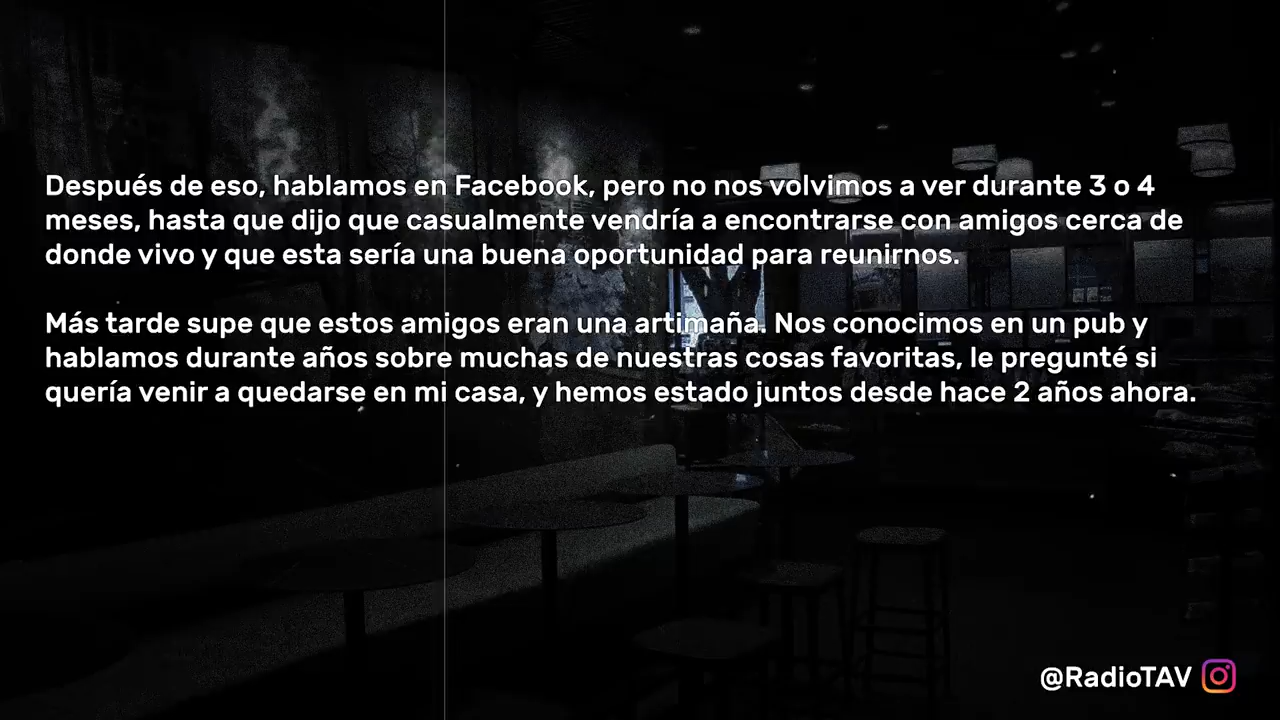 Después de eso, hablamos en Facebook, pero no nos volvimos a ver durante 3 o 4
meses, hasta que dijo que casualmente vendría a encontrarse con amigos cerca de
donde vivo y que esta sería una buena oportunidad para reunirnos.
Más tarde supe que estos amigos eran una artimaña. Nos conocimos en un pub y
hablamos durante años sobre muchas de nuestras cosas favoritas, le pregunté si
quería venir a quedarse en mi casa, y hemos estado juntos desde hace 2 años ahora.
@RadioTAV